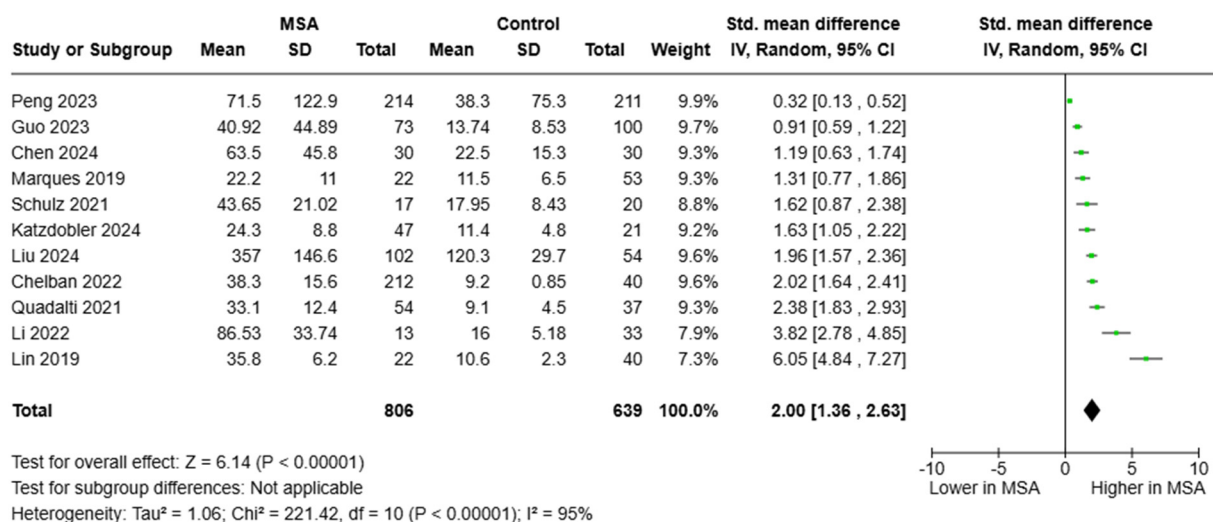 MSA Control Std. mean difference Std. mean difference
Study or Subgroup Mean SD Total Mean SD Total Weight IV, Random, 95% CI IV, Random, 95% CI
Peng 2023 71.5 122.9 214 38.3 75.3 211 9.9% 0.32 [0.13 , 0.52]
Guo 2023 40.92 44.89 73 13.74 8.53 100 9.7% 0.91 [0.59 , 1.22]
Chen 2024 63.5 45.8 30 22.5 15.3 30 9.3% 1.19 [0.63 , 1.74]
Marques 2019 22.2 11 22 11.5 6.5 53 9.3% 1.31 [0.77 , 1.86]
Schulz 2021 43.65 21.02 17 17.95 8.43 20 8.8% 1.62 [0.87 , 2.38]
Katzdobler 2024 24.3 8.8 47 11.4 4.8 21 9.2% 1.63 [1.05 , 2.22]
Liu 2024 357 146.6 102 120.3 29.7 54 9.6% 1.96 [1.57 , 2.36]
Chelban 2022 38.3 15.6 212 9.2 0.85 40 9.6% 2.02 [1.64 , 2.41]
Quadalti 2021 33.1 12.4 54 9.1 4.5 37 9.3% 2.38 [1.83 , 2.93]
Li 2022 86.53 33.74 13 16 5.18 33 7.9% 3.82 [2.78 , 4.85]
Lin 2019 35.8 6.2 22 10.6 2.3 40 7.3% 6.05 [4.84 , 7.27]
Total 806 639 100.0% 2.00 [1.36 , 2.63]
Test for overall effect: Z = 6.14 (P < 0.00001)
Test for subgroup differences: Not applicable
Heterogeneity: Tau² = 1.06; Chi² = 221.42, df = 10 (P < 0.00001); I² = 95%
-10 -5 0 5 10
Lower in MSA Higher in MSA